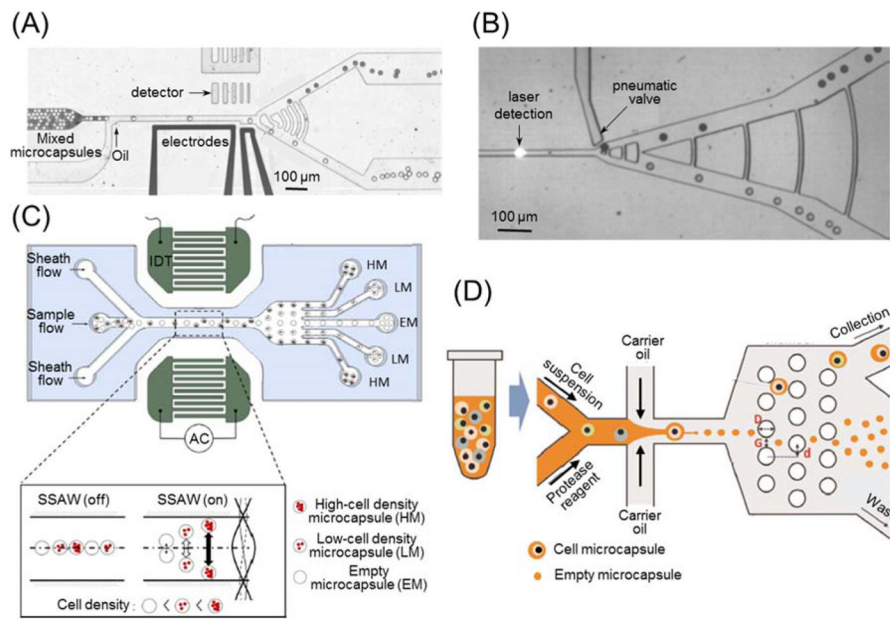 (A)
detector
Mixed
microcapsules
Oil
electrodes
100 µm
(B)
laser
detection
pneumatic
valve
100 µm
(C)
IDT
Sheath
flow
Sample
flow
Sheath
flow
HM
LM
EM
LM
HM
AC
SSAW (off)
SSAW (on)
Cell density : < <
High-cell density
microcapsule (HM)
Low-cell density
microcapsule (LM)
Empty
microcapsule (EM)
(D)
Collection
Carrier
oil
Cell
suspension
D
G
d
Protease
reagent
Carrier
oil
Was
Cell microcapsule
Empty microcapsule